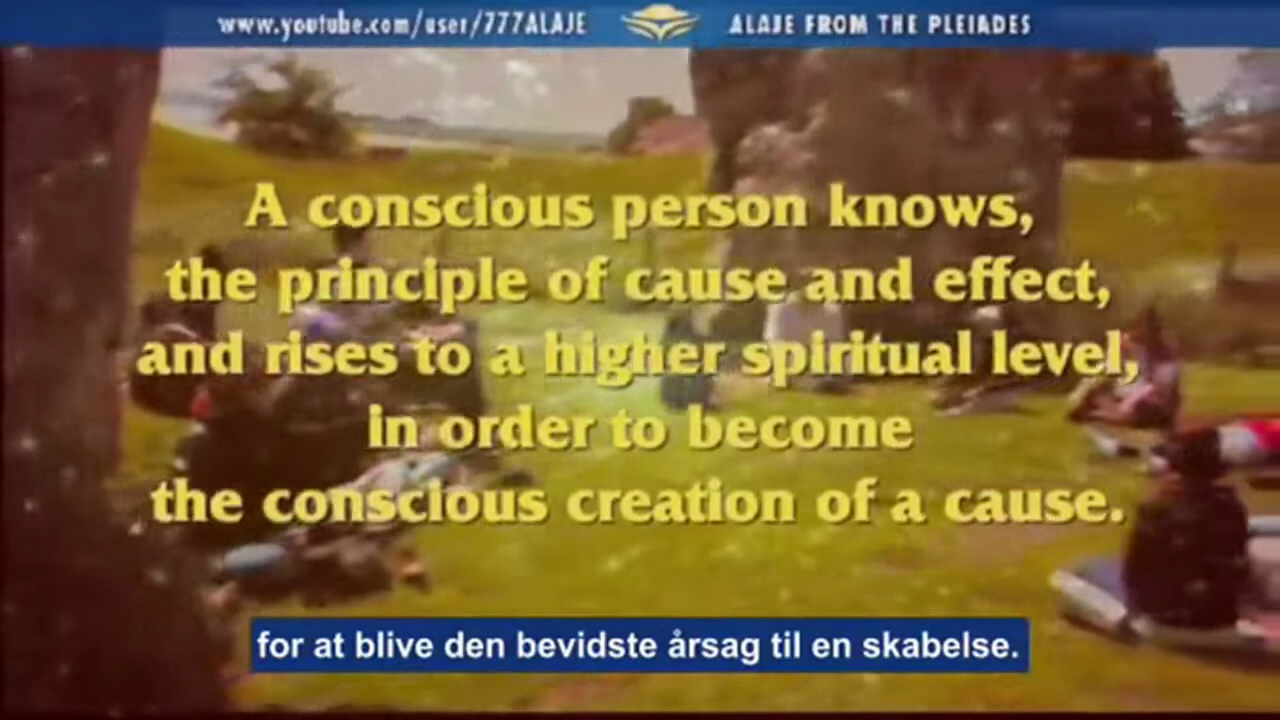 www.youtube.com/user/777ALAJE ALAJE FROM THE PLEIADES
A conscious person knows,
the principle of cause and effect,
and rises to a higher spiritual level,
in order to become
the conscious creation of a cause.
for at blive den bevidste årsag til en skabelse.